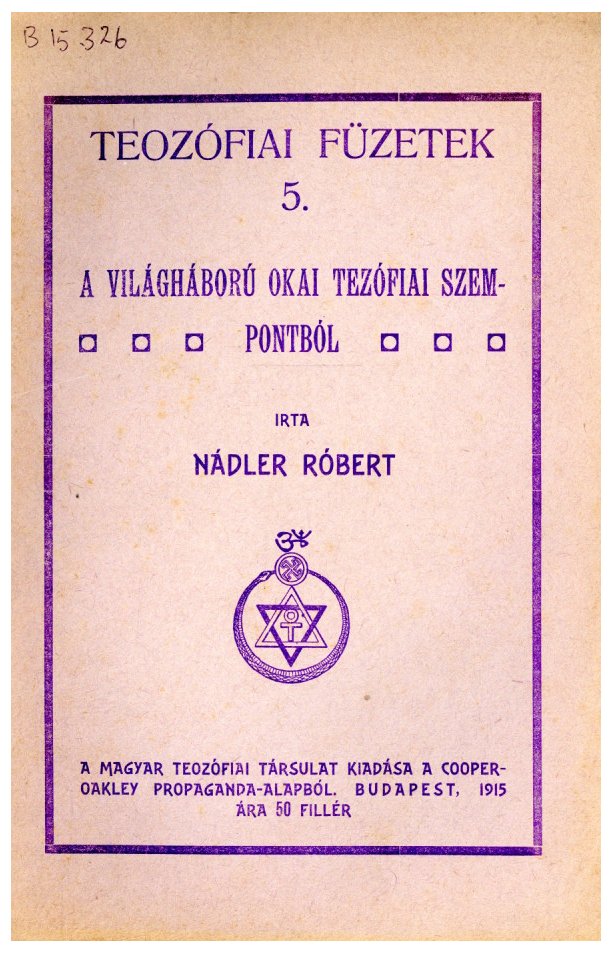 B 15.326
TEOZÓFIAI FÜZETEK
5.
A VILÁGHÁBORÚ OKAI TEZÓFIAI SZEM-
PONTBÓL
IRTA
NÁDLER RÓBERT
ॐ
A MAGYAR TEOZÓFIAI TÁRSULAT KIADÁSA A COOPER-
OAKLEY PROPAGANDA-ALAPBÓL. BUDAPEST, 1915
ÁRA 50 FILLÉR